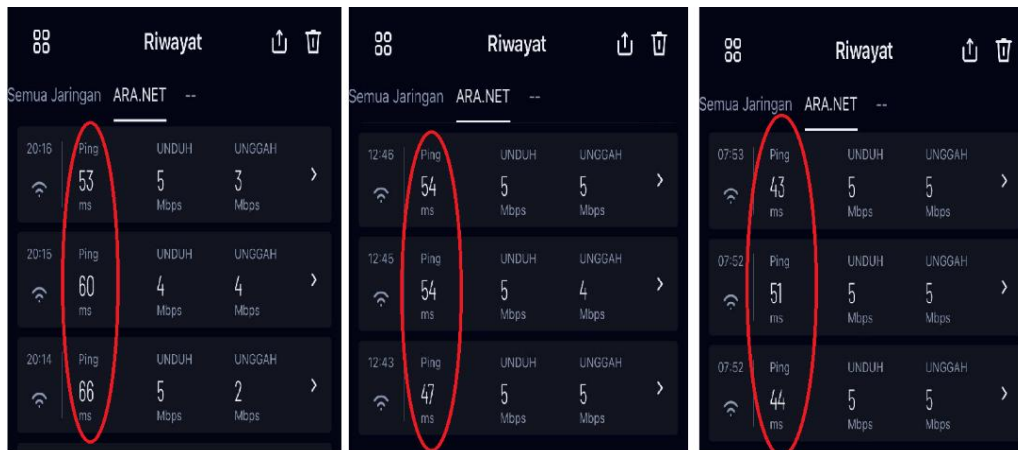 Riwayat
Semua Jaringan ARA.NET --
20:16 Ping UNDUH UNGGAH
53 5 3
ms Mbps Mbps
20:15 Ping UNDUH UNGGAH
60 4 4
ms Mbps Mbps
20:14 Ping UNDUH UNGGAH
66 5 2
ms Mbps Mbps
Riwayat
Semua Jaringan ARA.NET --
12:46 Ping UNDUH UNGGAH
54 5 5
ms Mbps Mbps
12:45 Ping UNDUH UNGGAH
54 5 4
ms Mbps Mbps
12:43 Ping UNDUH UNGGAH
47 5 5
ms Mbps Mbps
Riwayat
Semua Jaringan ARA.NET --
07:53 Ping UNDUH UNGGAH
43 5 5
ms Mbps Mbps
07:52 Ping UNDUH UNGGAH
51 5 5
ms Mbps Mbps
07:52 Ping UNDUH UNGGAH
44 5 5
ms Mbps Mbps